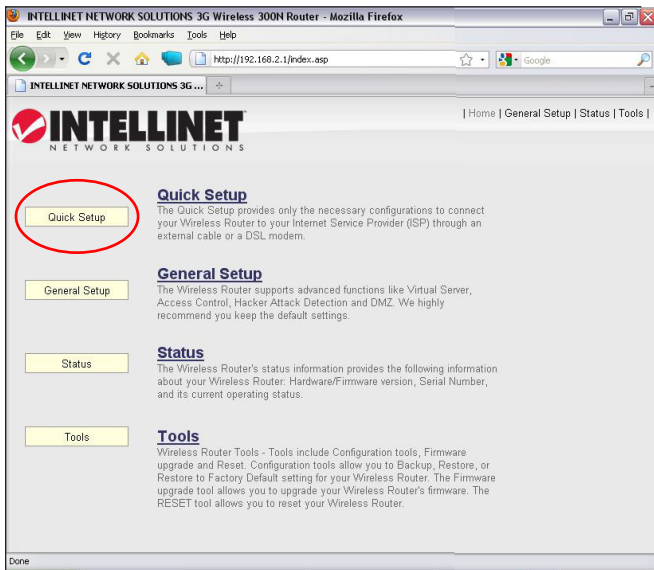 INTELLINET NETWORK SOLUTIONS 3G Wireless 300N Router - Mozilla Firefox
File Edit View History Bookmarks Tools Help
http://192.168.2.1/index.asp
Google
INTELLINET NETWORK SOLUTIONS 3G ...
INTELLINET
NETWORK SOLUTIONS
| Home | General Setup | Status | Tools |
Quick Setup
Quick Setup
The Quick Setup provides only the necessary configurations to connect
your Wireless Router to your Internet Service Provider (ISP) through an
external cable or a DSL modem.
General Setup
General Setup
The Wireless Router supports advanced functions like Virtual Server,
Access Control, Hacker Attack Detection and DMZ. We highly
recommend you keep the default settings.
Status
Status
The Wireless Router's status information provides the following information
about your Wireless Router: Hardware/Firmware version, Serial Number,
and its current operating status.
Tools
Tools
Wireless Router Tools - Tools include Configuration tools, Firmware
upgrade and Reset. Configuration tools allow you to Backup, Restore, or
Restore to Factory Default setting for your Wireless Router. The Firmware
upgrade tool allows you to upgrade your Wireless Router's firmware. The
RESET tool allows you to reset your Wireless Router.
Done